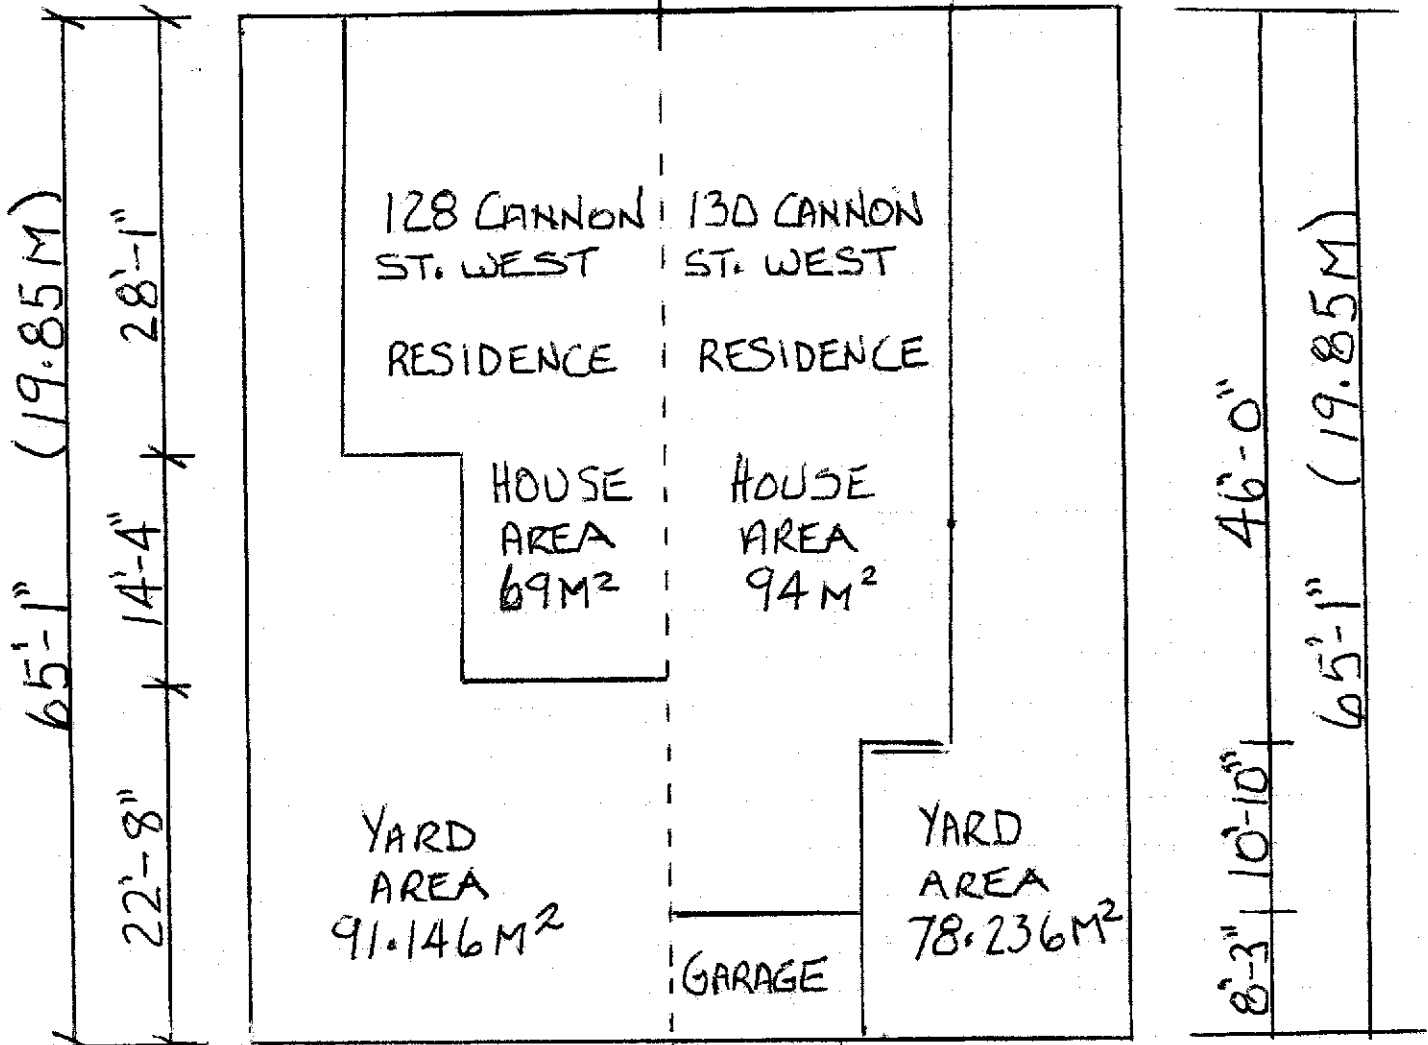 65'-1" (19.85M)
28'-1"
14'-4"
22'-8"
128 CANNON
ST. WEST
RESIDENCE
HOUSE
AREA
69M²
130 CANNON
ST. WEST
RESIDENCE
HOUSE
AREA
94M²
YARD
AREA
91.146M²
GARAGE
YARD
AREA
78.236M²
46'-0"
10'-10"
8'-3"
65'-1" (19.85M)